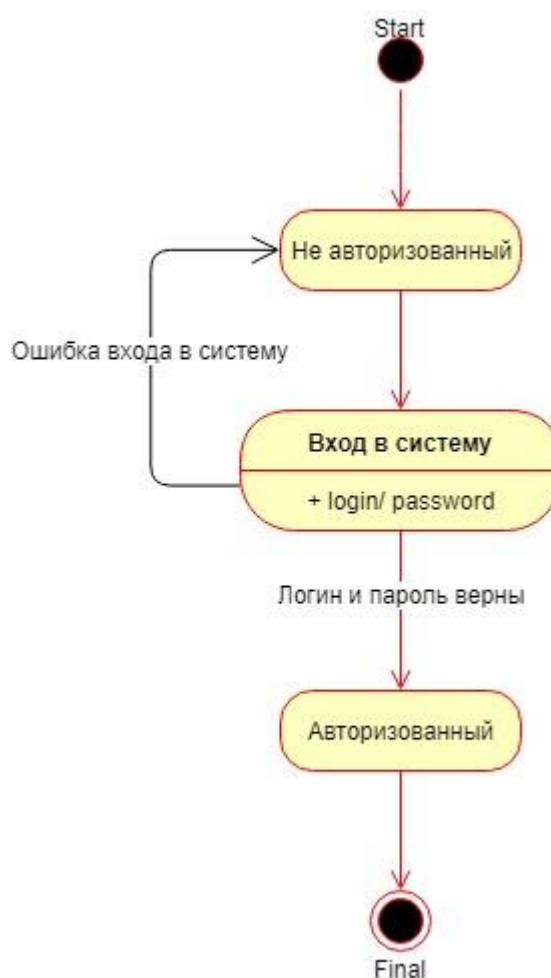 Start
Не авторизованный
Ошибка входа в систему
Вход в систему
+ login/ password
Логин и пароль верны
Авторизованный
Final